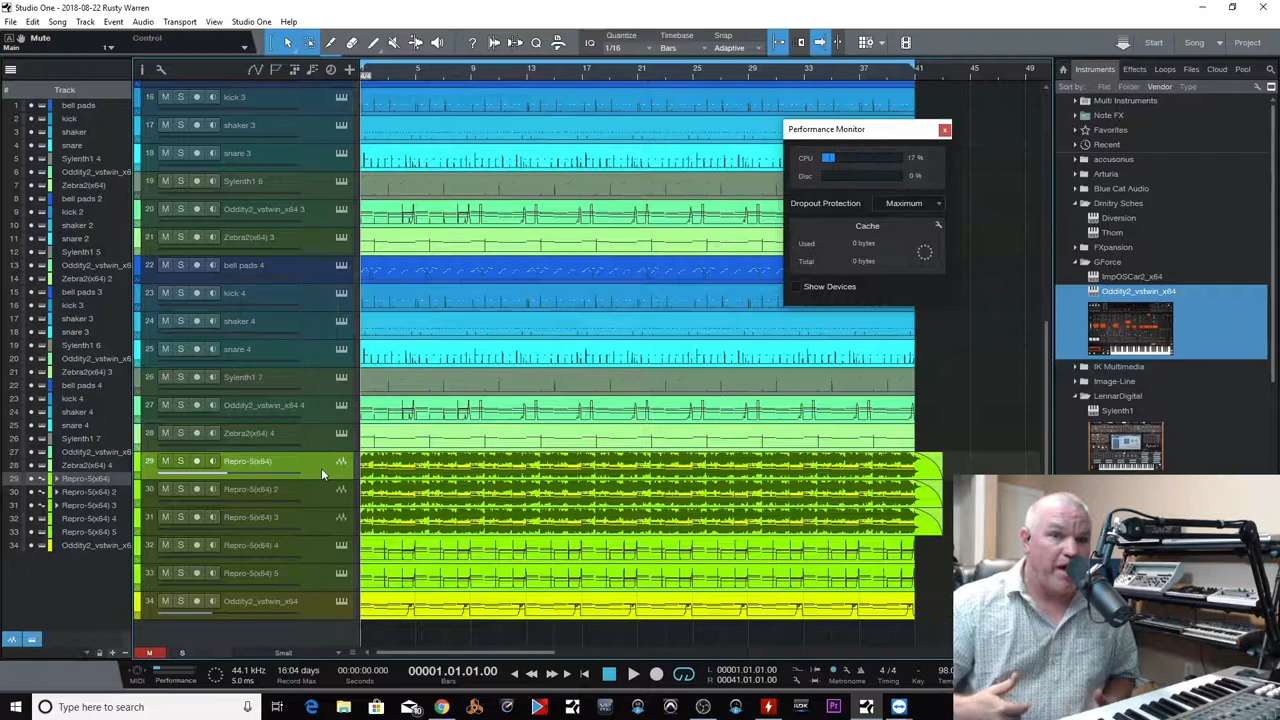 Studio One - 2018-08-22 Rusty Warren
File Edit Song Track Event Audio Transport View Studio One Help
Mute Control
Main 1
Quantize Timebase Snap
IQ 1/16 Bars Adaptive
Start Song Project
# Track
1 bell pads
2 kick
3 shaker
4 snare
5 Sylenth1 4
6 Oddity2_vstwin_x6
7 Zebra2(x64)
8 bell pads 2
9 kick 2
10 shaker 2
11 snare 2
12 Sylenth1 5
13 Oddity2_vstwin_x6
14 Zebra2(x64) 2
15 bell pads 3
16 kick 3
17 shaker 3
18 snare 3
19 Sylenth1 6
20 Oddity2_vstwin_x6
21 Zebra2(x64) 3
22 bell pads 4
23 kick 4
24 shaker 4
25 snare 4
26 Sylenth1 7
27 Oddity2_vstwin_x6
28 Zebra2(x64) 4
29 Repro-5(x64)
30 Repro-5(x64) 2
31 Repro-5(x64) 3
32 Repro-5(x64) 4
33 Repro-5(x64) 5
34 Oddity2_vstwin_x6
5 9 13 17 21 25 29 33 37 41 45 49
4/4
16 M S kick 3
17 M S shaker 3
18 M S snare 3
19 M S Sylenth1 6
20 M S Oddity2_vstwin_x64 3
21 M S Zebra2(x64) 3
22 M S bell pads 4
23 M S kick 4
24 M S shaker 4
25 M S snare 4
26 M S Sylenth1 7
27 M S Oddity2_vstwin_x64 4
28 M S Zebra2(x64) 4
29 M S Repro-5(x64)
30 M S Repro-5(x64) 2
31 M S Repro-5(x64) 3
32 M S Repro-5(x64) 4
33 M S Repro-5(x64) 5
34 M S Oddity2_vstwin_x64
M S Small
Performance Monitor x
CPU 17 %
Disc 0 %
Dropout Protection Maximum
Cache
Used 0 bytes
Total 0 bytes
Show Devices
Instruments Effects Loops Files Cloud Pool
Sort by: Flat Folder Vendor Type
Multi Instruments
Note FX
Favorites
Recent
accusonus
Arturia
Blue Cat Audio
Dmitry Sches
Diversion
Thorn
FXpansion
GForce
impOSCar2_x64
Oddity2_vstwin_x64
IK Multimedia
Image-Line
LennarDigital
Sylenth1
MIDI Performance
44.1 kHz
5.0 ms
16:04 days
Record Max
00:00:00.000
Seconds
00001.01.01.00
Bars
L 00001.01.01.00
R 00041.01.01.00
4 / 4 98.0
Metronome Timing Key
Type here to search
Pr